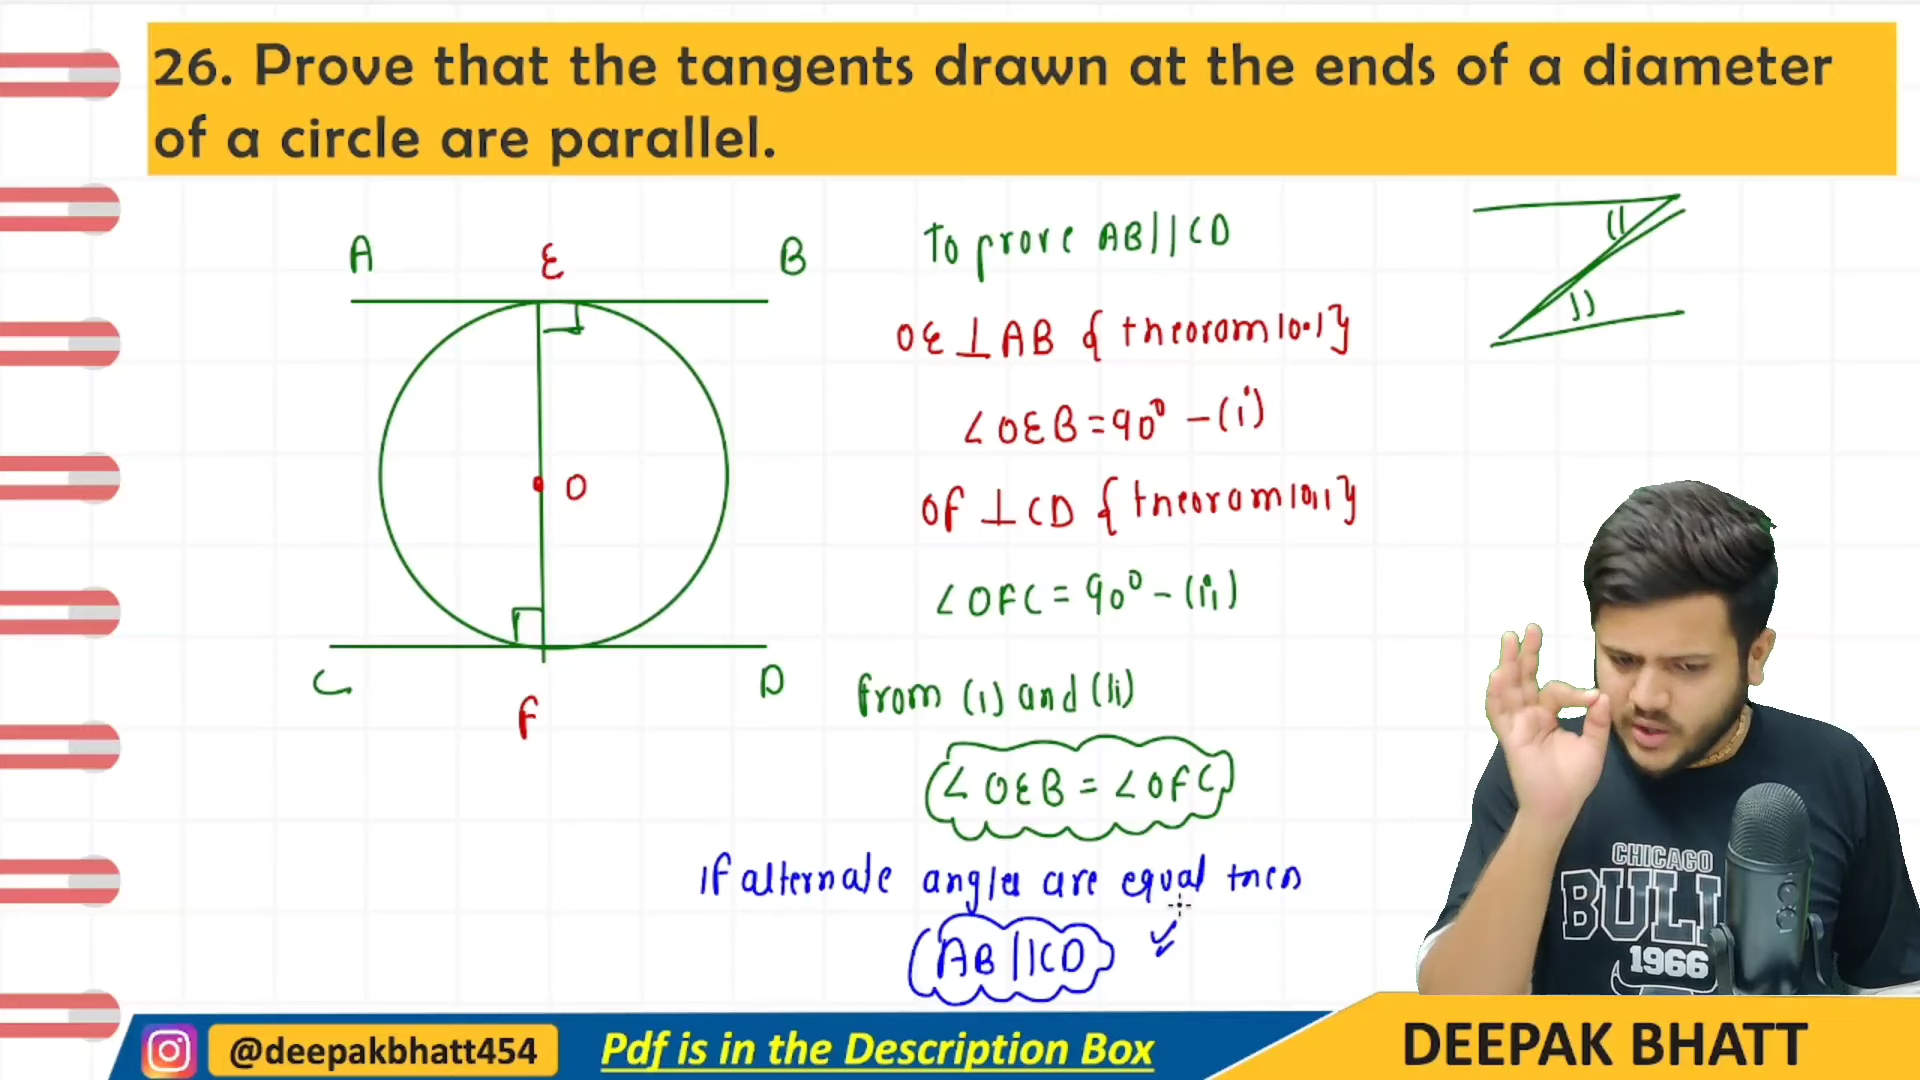 26. Prove that the tangents drawn at the ends of a diameter
of a circle are parallel.
A E B
O
C D
F
To prove AB||CD
OE ⊥ AB { theoram 10.1}
∠OEB = 90° - (i)
OF ⊥ CD { theoram 10.1}
∠OFC = 90° - (ii)
from (i) and (ii)
∠OEB = ∠OFC
If alternate angles are equal then
AB||CD ✓
CHICAGO
BULL
1966
@deepakbhatt454
Pdf is in the Description Box
DEEPAK BHATT